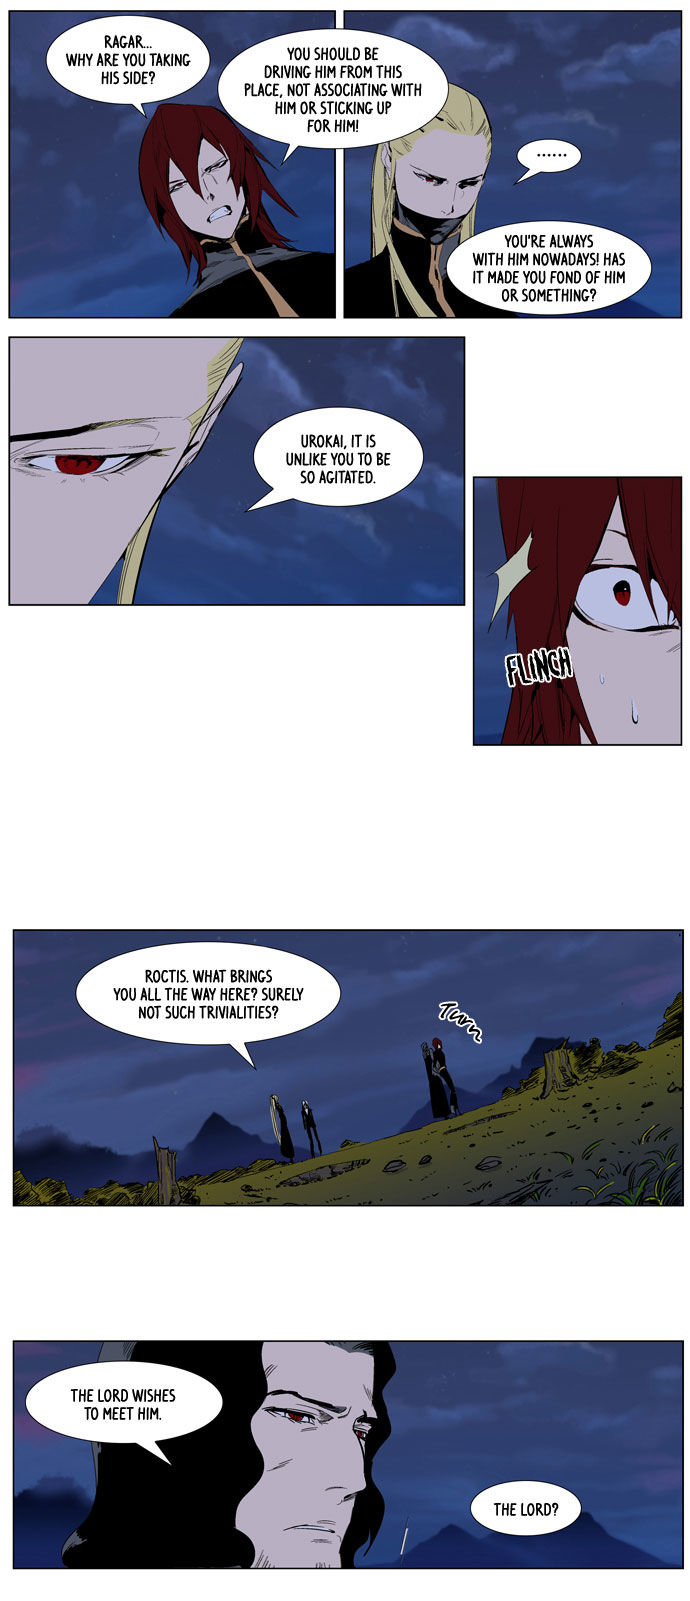 RAGAR...
WHY ARE YOU TAKING
HIS SIDE?
YOU SHOULD BE
DRIVING HIM FROM THIS
PLACE, NOT ASSOCIATING WITH
HIM OR STICKING UP
FOR HIM!
......
YOU'RE ALWAYS
WITH HIM NOWADAYS! HAS
IT MADE YOU FOND OF HIM
OR SOMETHING?
UROKAI, IT IS
UNLIKE YOU TO BE
SO AGITATED.
FLINCH
ROCTIS. WHAT BRINGS
YOU ALL THE WAY HERE? SURELY
NOT SUCH TRIVIALITIES?
Turn
THE LORD WISHES
TO MEET HIM.
THE LORD?